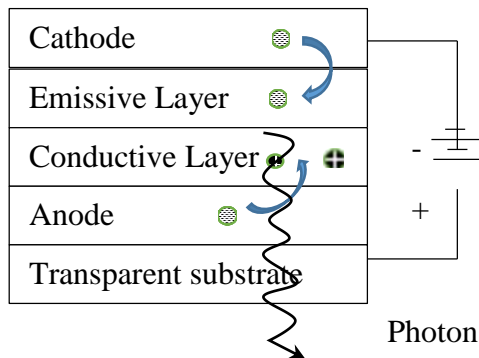 Cathode
Emissive Layer
Conductive Layer
-
Anode
+
Transparent substrate
Photon